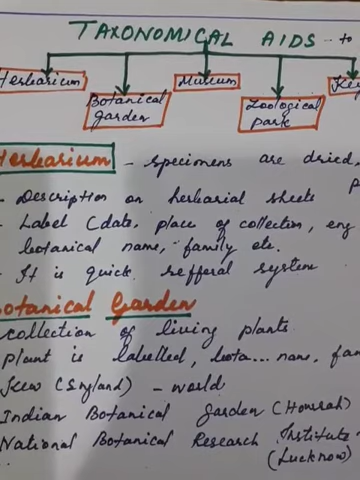 TAXONOMICAL AIDS -- to
Herbarium
Botanical garden
Museum
Zoological park
Key
Herbarium - specimens are dried,
- Description on herbarial sheets
- Label (date, place of collection, eng
botanical name, family etc.
- It is quick refferal system
Botanical Garden
collection of living plants
plant is labelled, bota... name, fam
Kew (England) - world
Indian Botanical Garden (Howrah)
National Botanical Research Institute -
(Lucknow)